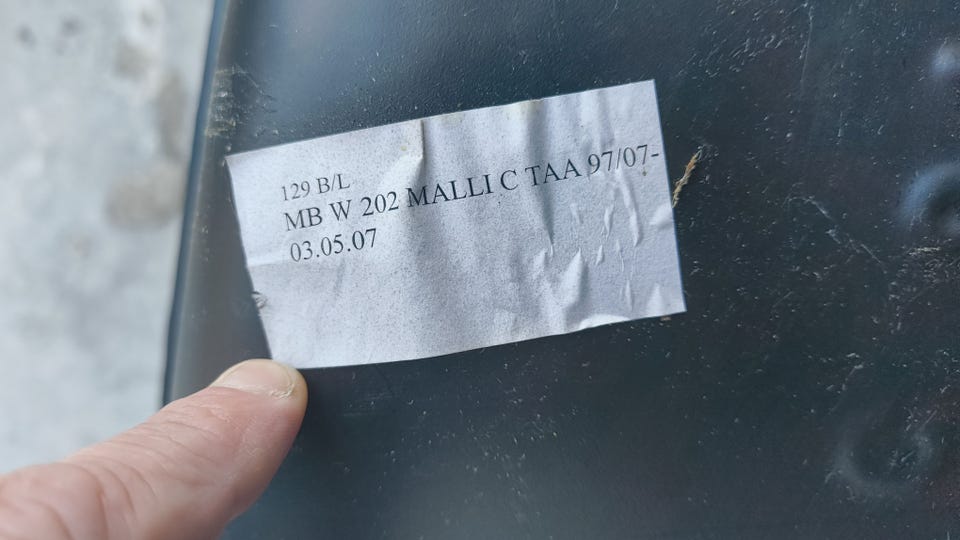 129 B/L
MB W 202 MALLI C TAA 97/07-
03.05.07